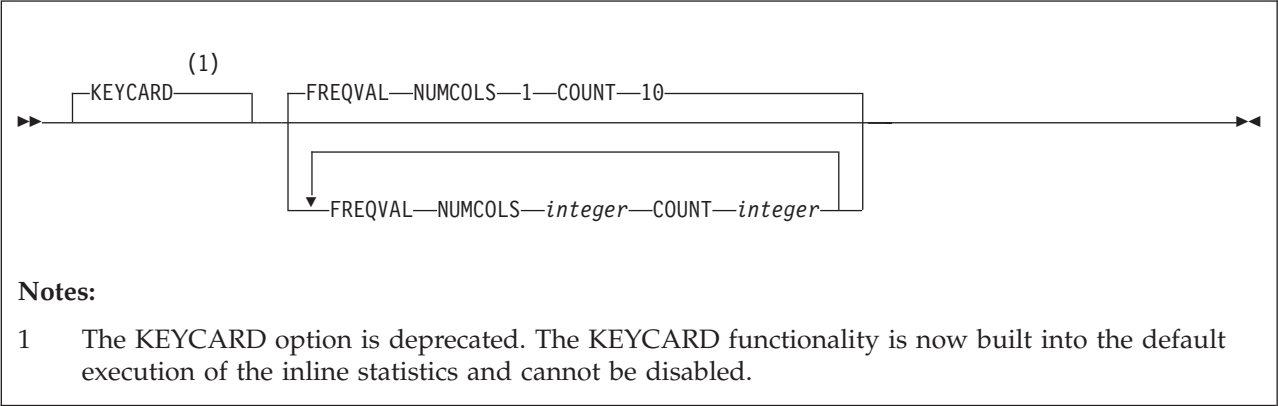 (1)
KEYCARD
FREQVAL NUMCOLS 1 COUNT 10
FREQVAL NUMCOLS integer COUNT integer
Notes:
1 The KEYCARD option is deprecated. The KEYCARD functionality is now built into the default
execution of the inline statistics and cannot be disabled.